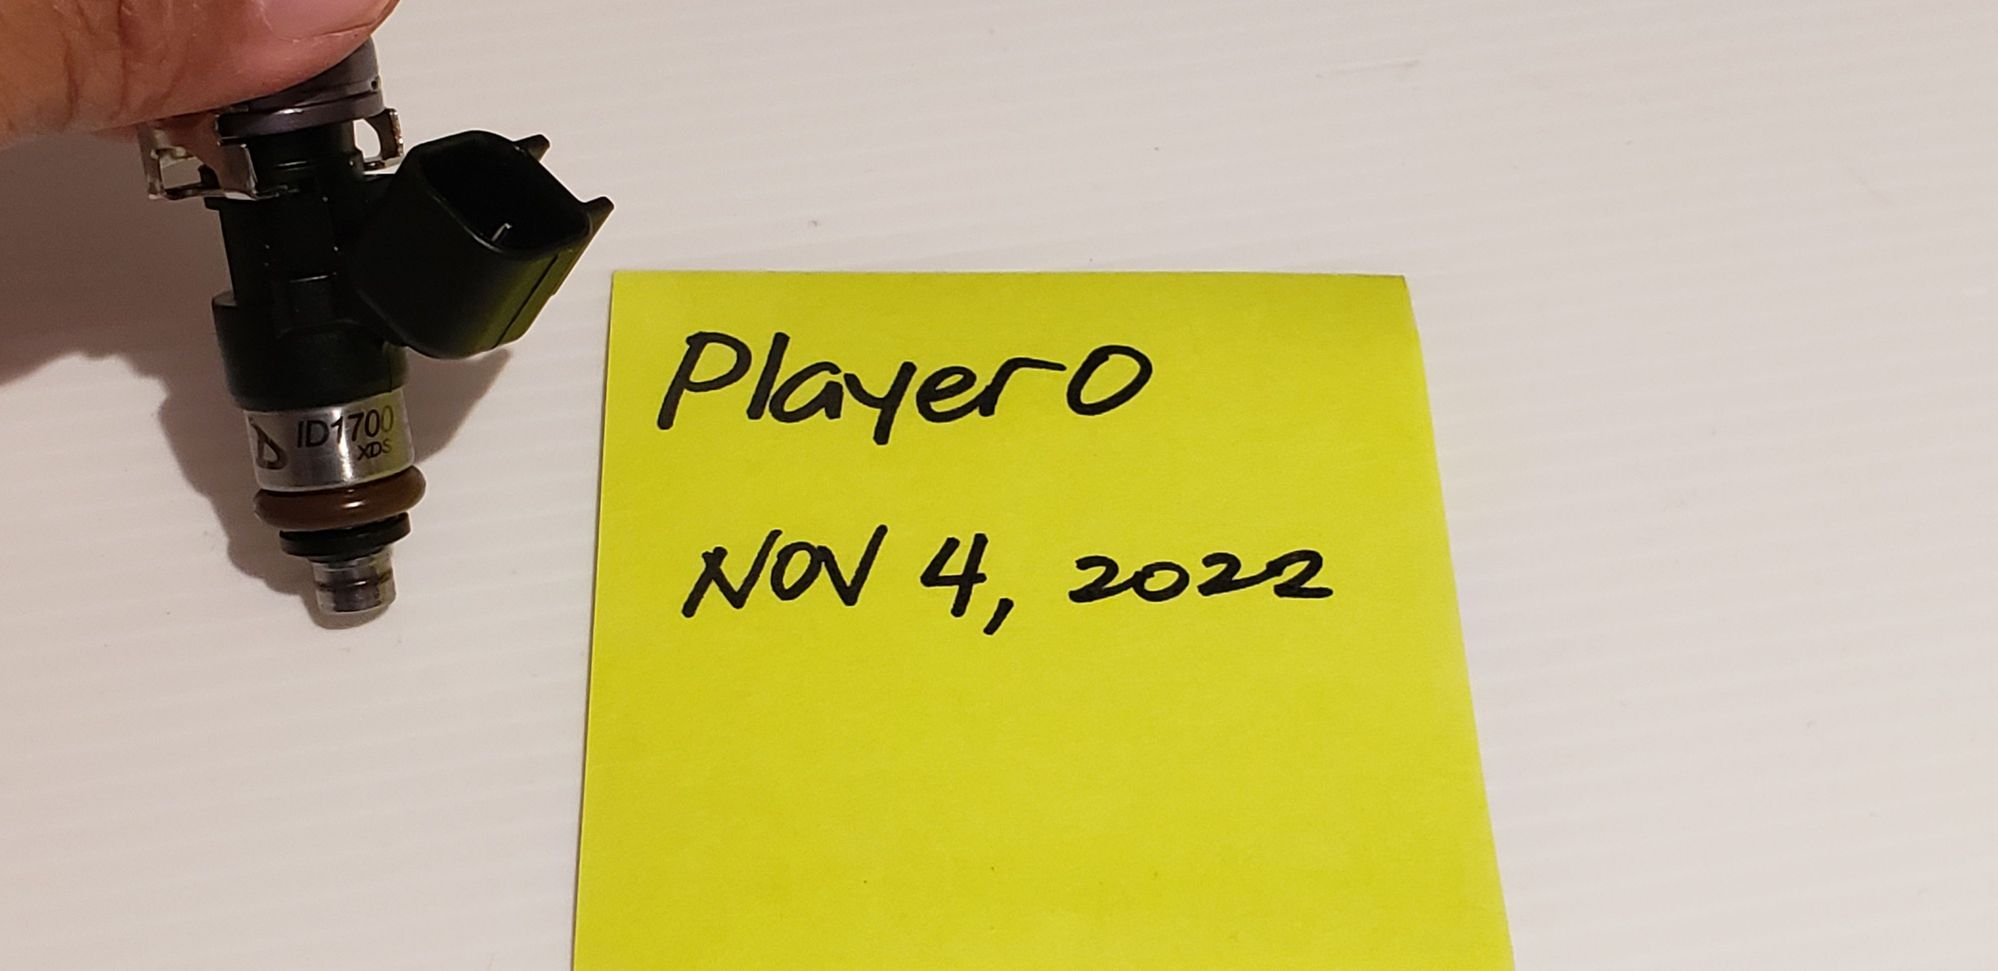 ID1700
XDS
Player0
NOV 4, 2022